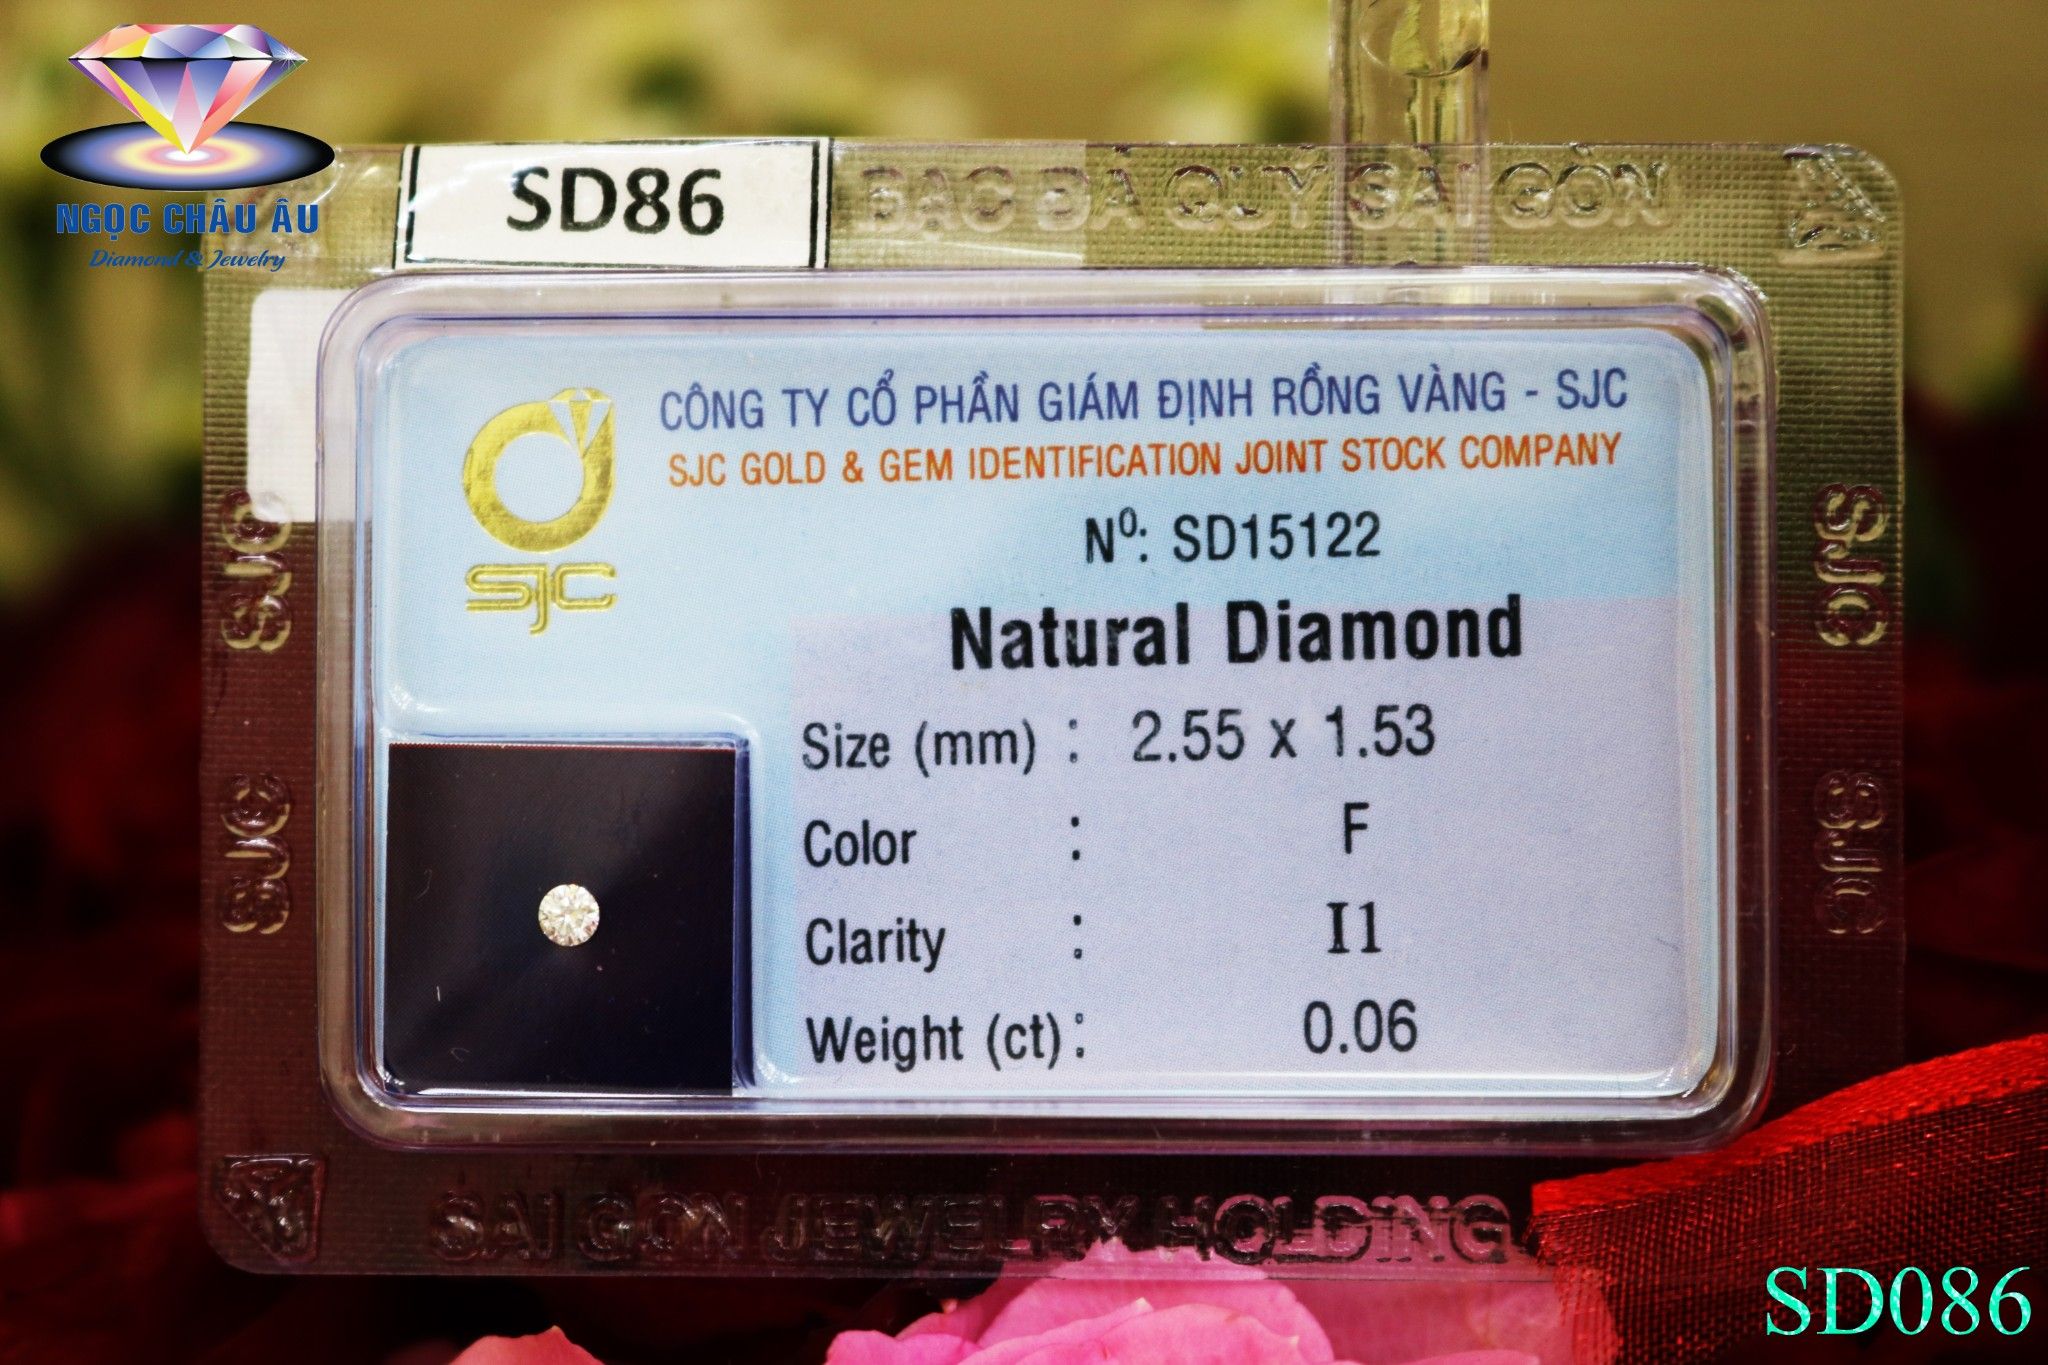 NGỌC CHÂU ÂU
Diamond & Jewelry
SD86
BẠC ĐÁ QUÝ SÀI GÒN
CÔNG TY CỔ PHẦN GIÁM ĐỊNH RỒNG VÀNG - SJC
SJC GOLD & GEM IDENTIFICATION JOINT STOCK COMPANY
SJC
Nº: SD15122
Natural Diamond
Size (mm) : 2.55 x 1.53
Color : F
Clarity : I1
Weight (ct) : 0.06
SJC
SJC
SJC
SJC
SAI GON JEWELRY HOLDING
SD086